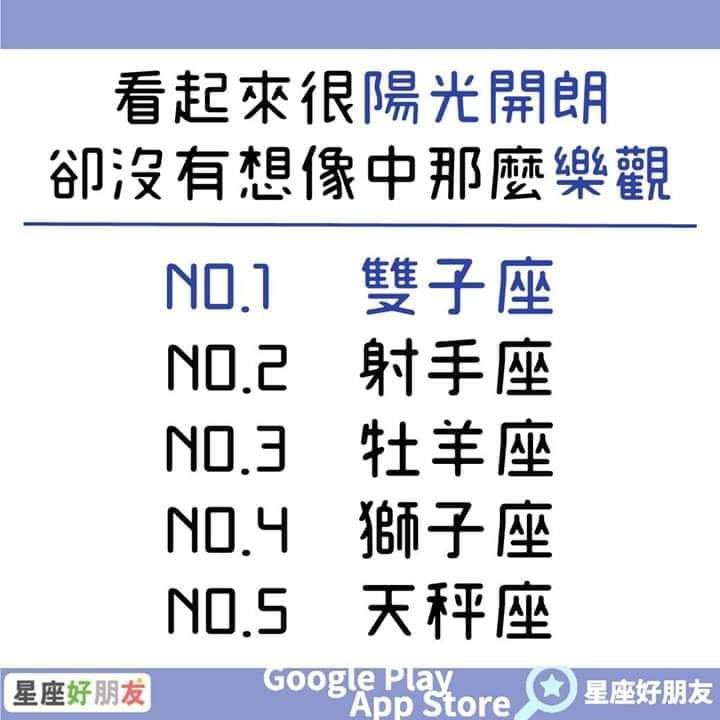 看起來很陽光開朗
卻沒有想像中那麼樂觀
NO.1 雙子座
NO.2 射手座
NO.3 牡羊座
NO.4 獅子座
NO.5 天秤座
星座好朋友
Google Play
App Store
星座好朋友